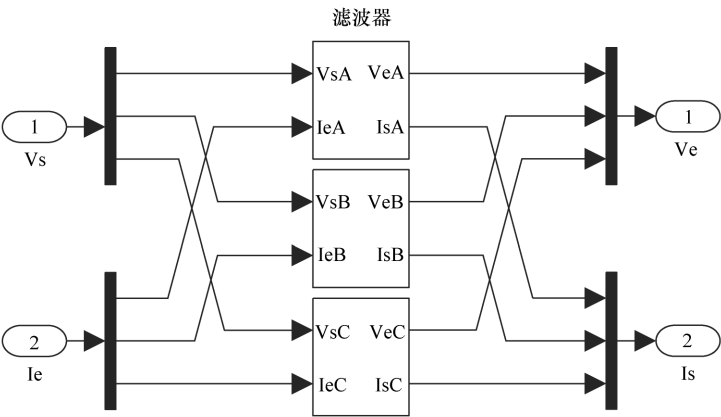 滤波器
VsA VeA
IeA IsA
1
Vs
1
Ve
VsB VeB
IeB IsB
VsC VeC
IeC IsC
2
Ie
2
Is